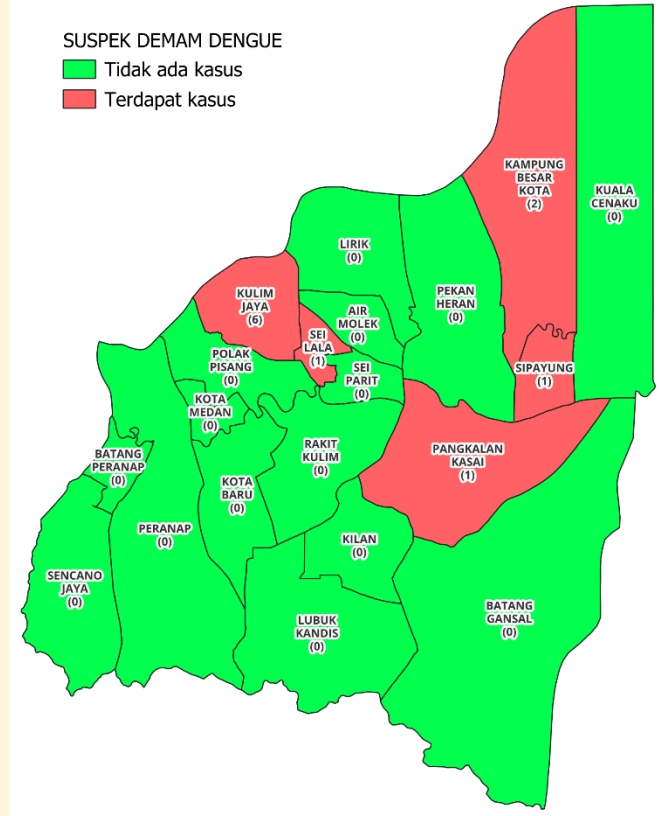 SUSPEK DEMAM DENGUE
Tidak ada kasus
Terdapat kasus
KAMPUNG
BESAR
KOTA
(2)
KUALA
CENAKU
(0)
LIRIK
(0)
PEKAN
HERAN
(0)
KULIM
JAYA
(6)
AIR
MOLEK
(0)
SEI
LALA
(1)
POLAK
PISANG
(0)
SEI
PARIT
(0)
SIPAYUNG
(1)
KOTA
MEDAN
(0)
BATANG
PERANAP
(0)
RAKIT
KULIM
(0)
PANGKALAN
KASAI
(1)
KOTA
BARU
(0)
PERANAP
(0)
KILAN
(0)
SENCANO
JAYA
(0)
BATANG
GANSAL
(0)
LUBUK
KANDIS
(0)